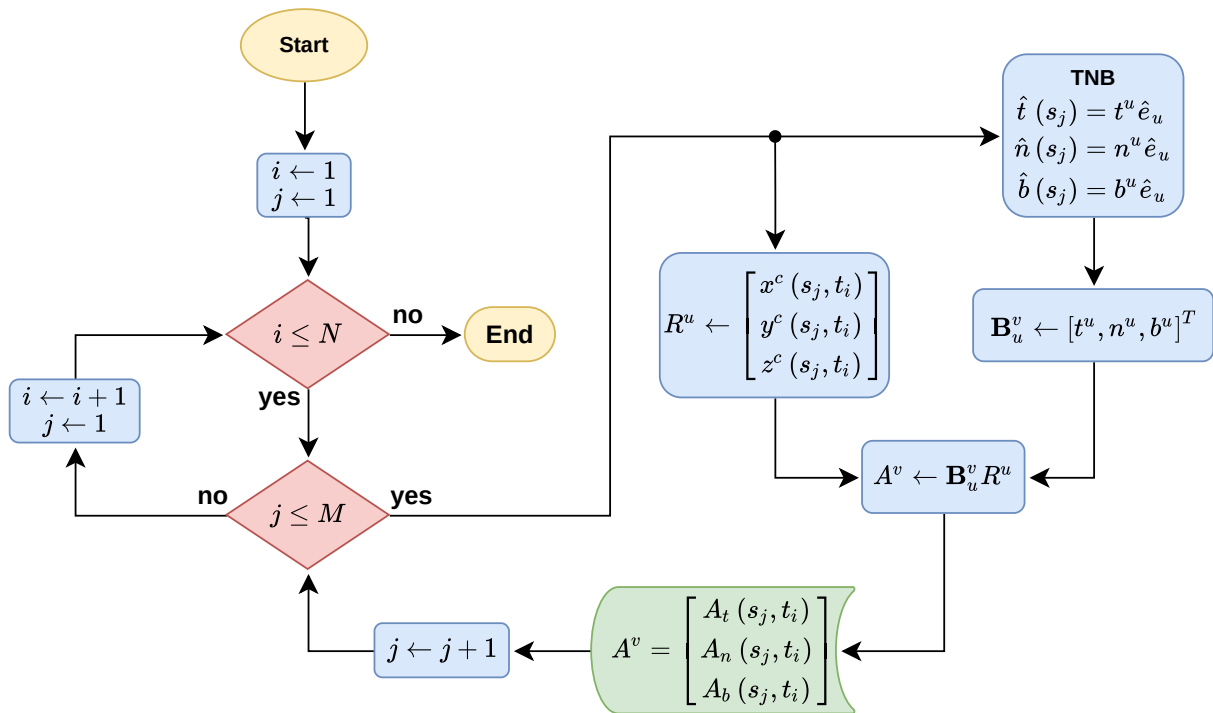 Start
i ← 1
j ← 1
i ≤ N
no
End
yes
i ← i + 1
j ← 1
j ≤ M
no
yes
TNB
t̂ (s_j) = t^u ê_u
n̂ (s_j) = n^u ê_u
b̂ (s_j) = b^u ê_u
R^u ← [ x^c (s_j, t_i)
y^c (s_j, t_i)
z^c (s_j, t_i) ]
B_u^v ← [t^u, n^u, b^u]^T
A^v ← B_u^v R^u
A^v = [ A_t (s_j, t_i)
A_n (s_j, t_i)
A_b (s_j, t_i) ]
j ← j + 1